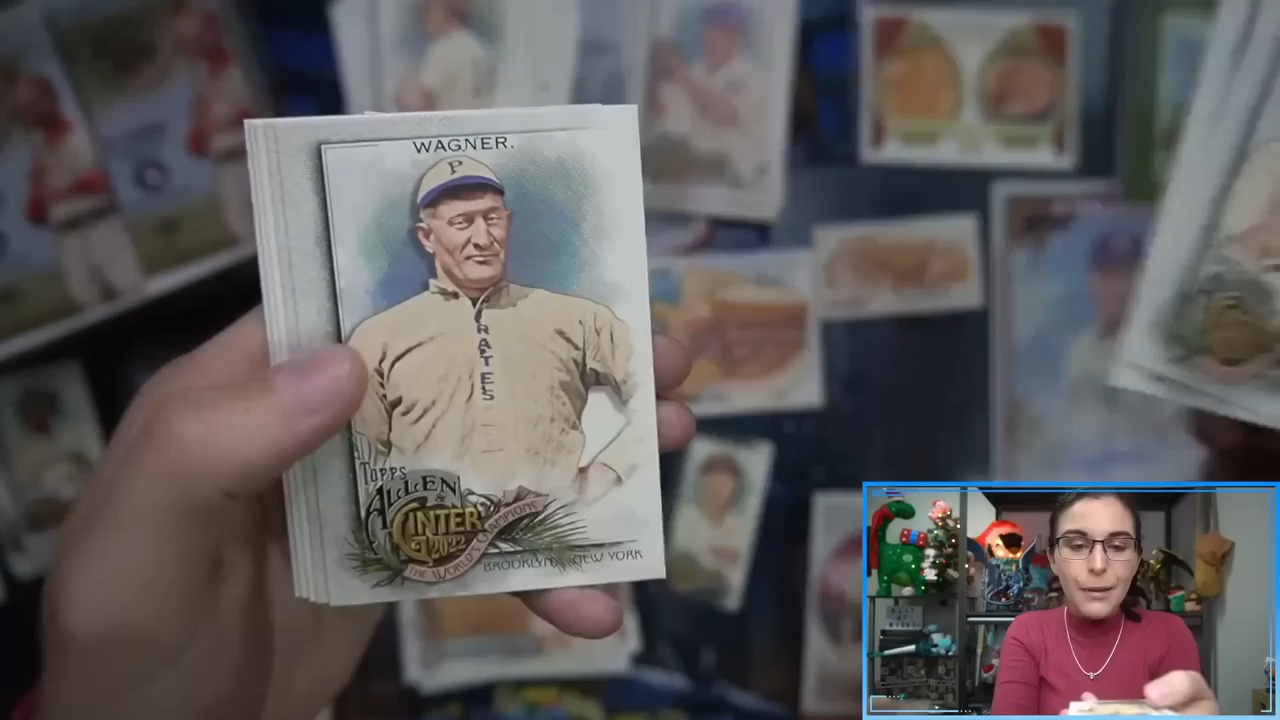 WAGNER.
P
RATES
TOPPS
ALLEN
&
GINTER
2022
THE WORLD'S CHAMPIONS
BROOKLYN, NEW YORK